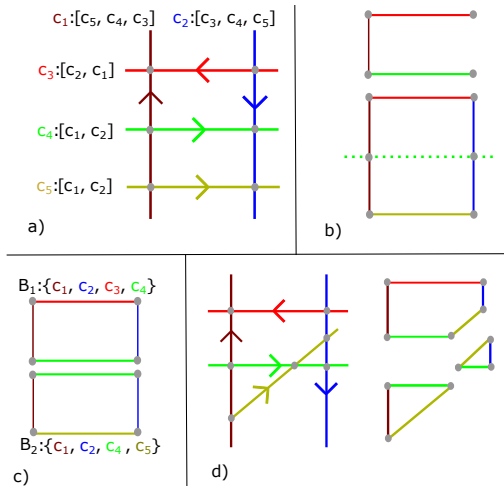 c₁:[c₅, c₄, c₃] c₂:[c₃, c₄, c₅]
c₃:[c₂, c₁]
c₄:[c₁, c₂]
c₅:[c₁, c₂]
a)
b)
B₁:{c₁, c₂, c₃, c₄}
B₂:{c₁, c₂, c₄, c₅}
c)
d)